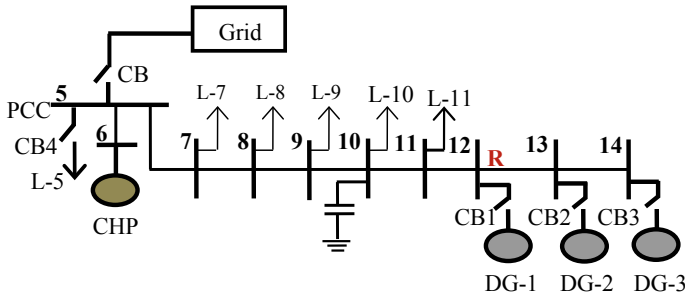 Grid
CB
PCC
5
L-7
L-8
L-9
L-10
L-11
CB4
6
7
8
9
10
11
12
R
13
14
L-5
CHP
CB1
CB2
CB3
DG-1
DG-2
DG-3